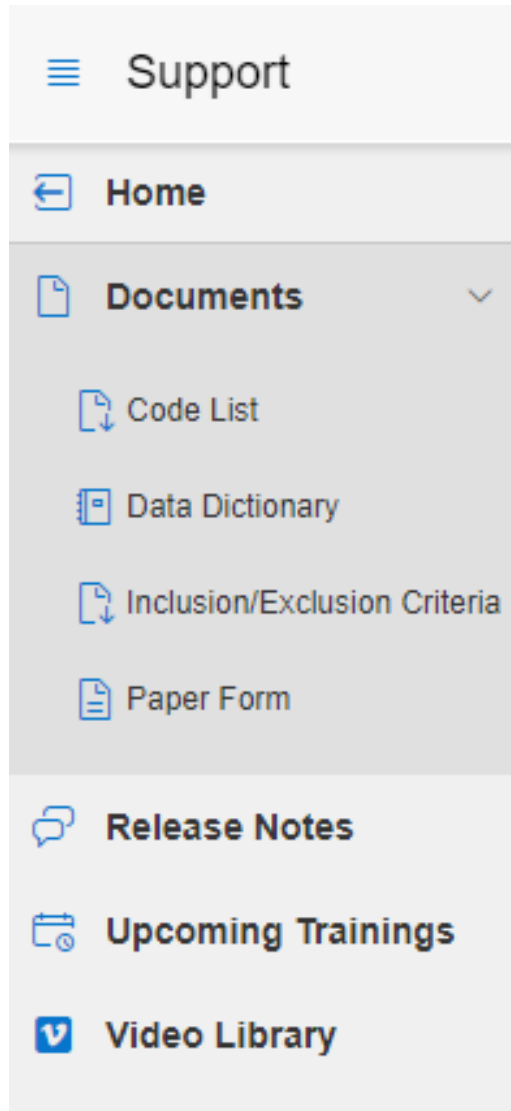 Support
Home
Documents
Code List
Data Dictionary
Inclusion/Exclusion Criteria
Paper Form
Release Notes
Upcoming Trainings
Video Library